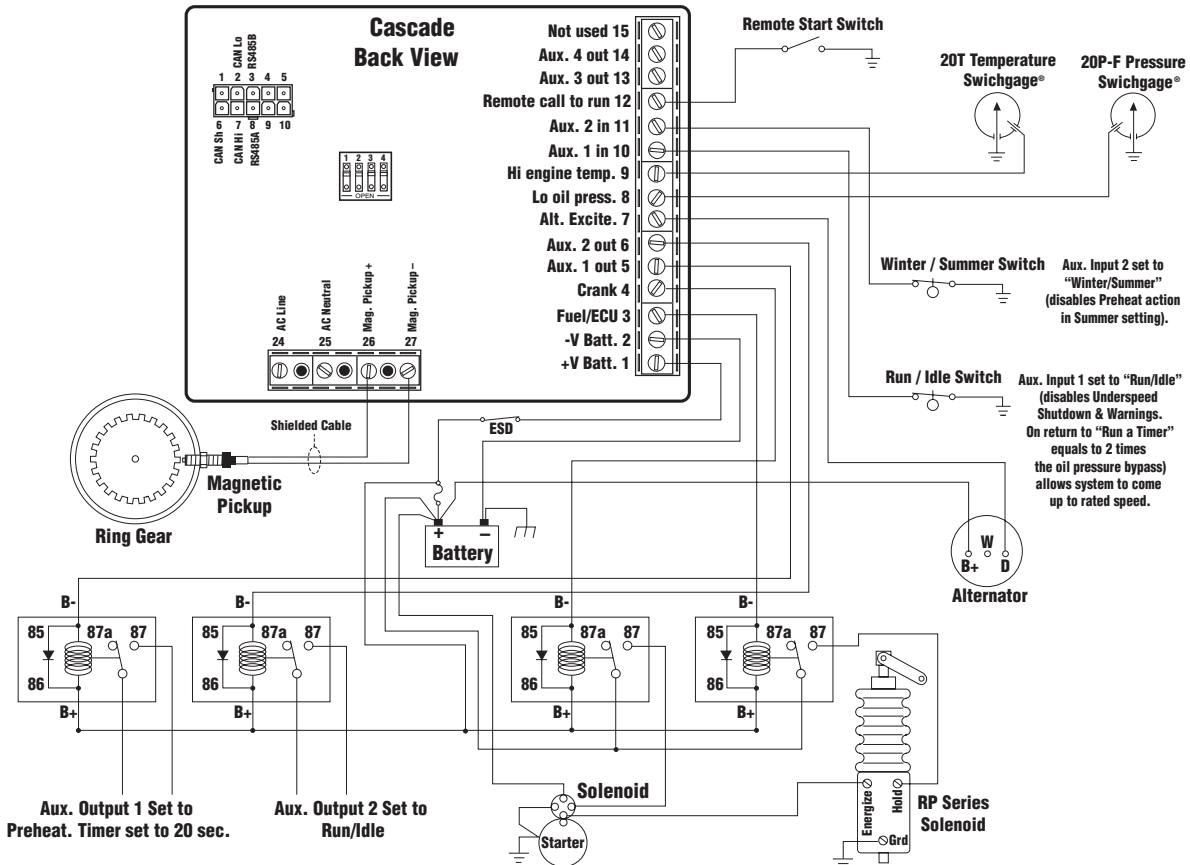 Cascade
Back View
CAN Lo
RS485B
1 2 3 4 5
6 7 8 9 10
CAN Sh
CAN Hi
RS485A
1 2 3 4
OPEN
Not used 15
Aux. 4 out 14
Aux. 3 out 13
Remote call to run 12
Aux. 2 in 11
Aux. 1 in 10
Hi engine temp. 9
Lo oil press. 8
Alt. Excite. 7
Aux. 2 out 6
Aux. 1 out 5
Crank 4
Fuel/ECU 3
-V Batt. 2
+V Batt. 1
Remote Start Switch
20T Temperature
Swichgage®
20P-F Pressure
Swichgage®
AC Line
AC Neutral
Mag. Pickup +
Mag. Pickup –
24 25 26 27
Winter / Summer Switch
Aux. Input 2 set to
“Winter/Summer”
(disables Preheat action
in Summer setting).
Run / Idle Switch
Aux. Input 1 set to “Run/Idle”
(disables Underspeed
Shutdown & Warnings.
On return to “Run a Timer”
equals to 2 times
the oil pressure bypass)
allows system to come
up to rated speed.
Shielded Cable
ESD
Magnetic
Pickup
Ring Gear
+ –
Battery
W
B+ D
Alternator
B-
85 87a 87
86
B+
B-
85 87a 87
86
B+
B-
85 87a 87
86
B+
B-
85 87a 87
86
B+
Aux. Output 1 Set to
Preheat. Timer set to 20 sec.
Aux. Output 2 Set to
Run/Idle
Solenoid
Starter
Energize
Hold
Grd
RP Series
Solenoid